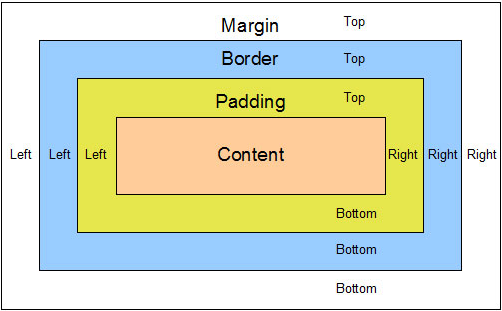 Margin Top
Border Top
Padding Top
Left Left Left Content Right Right Right
Bottom
Bottom
Bottom